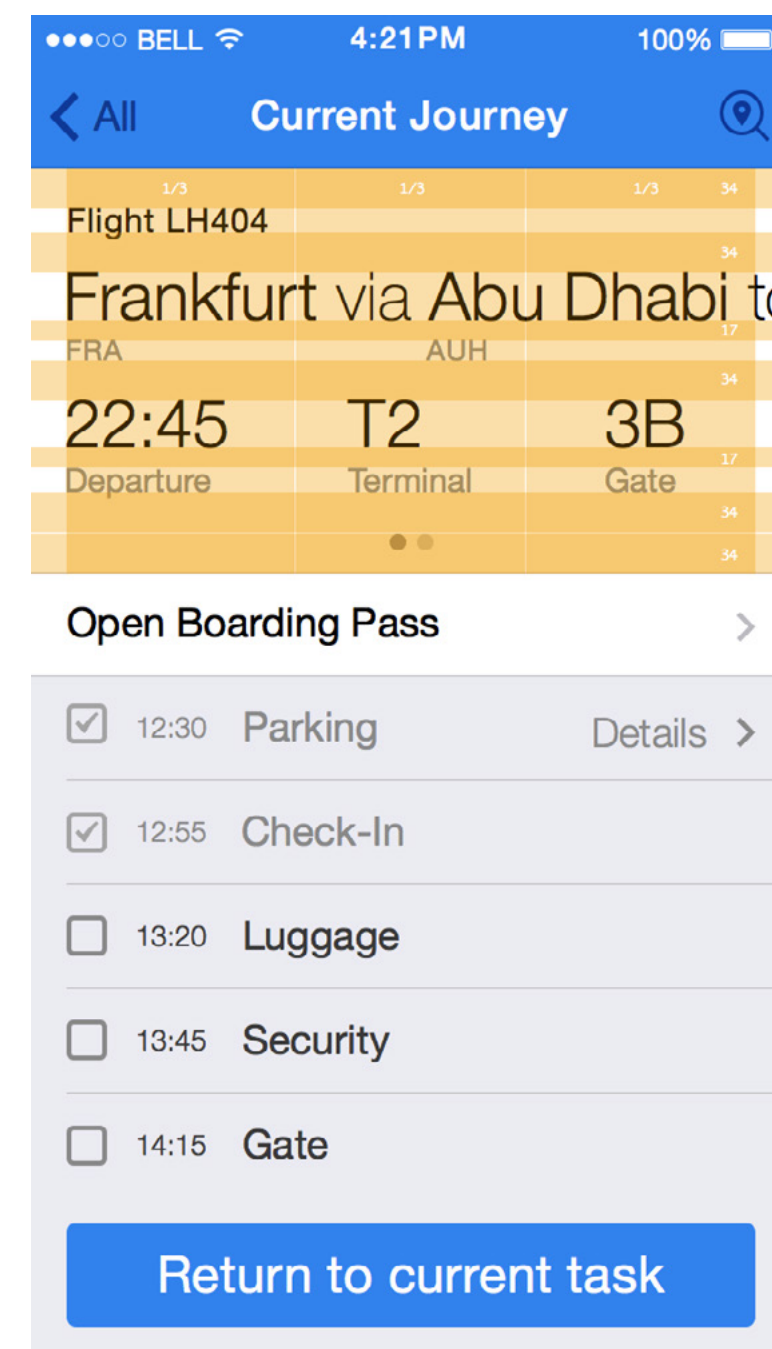 BELL 4:21PM 100%
All Current Journey
1/3 1/3 1/3 34
Flight LH404
34
Frankfurt via Abu Dhabi
17
FRA AUH
34
22:45 T2 3B
17
Departure Terminal Gate
34
34
Open Boarding Pass
12:30 Parking Details
12:55 Check-In
13:20 Luggage
13:45 Security
14:15 Gate
Return to current task